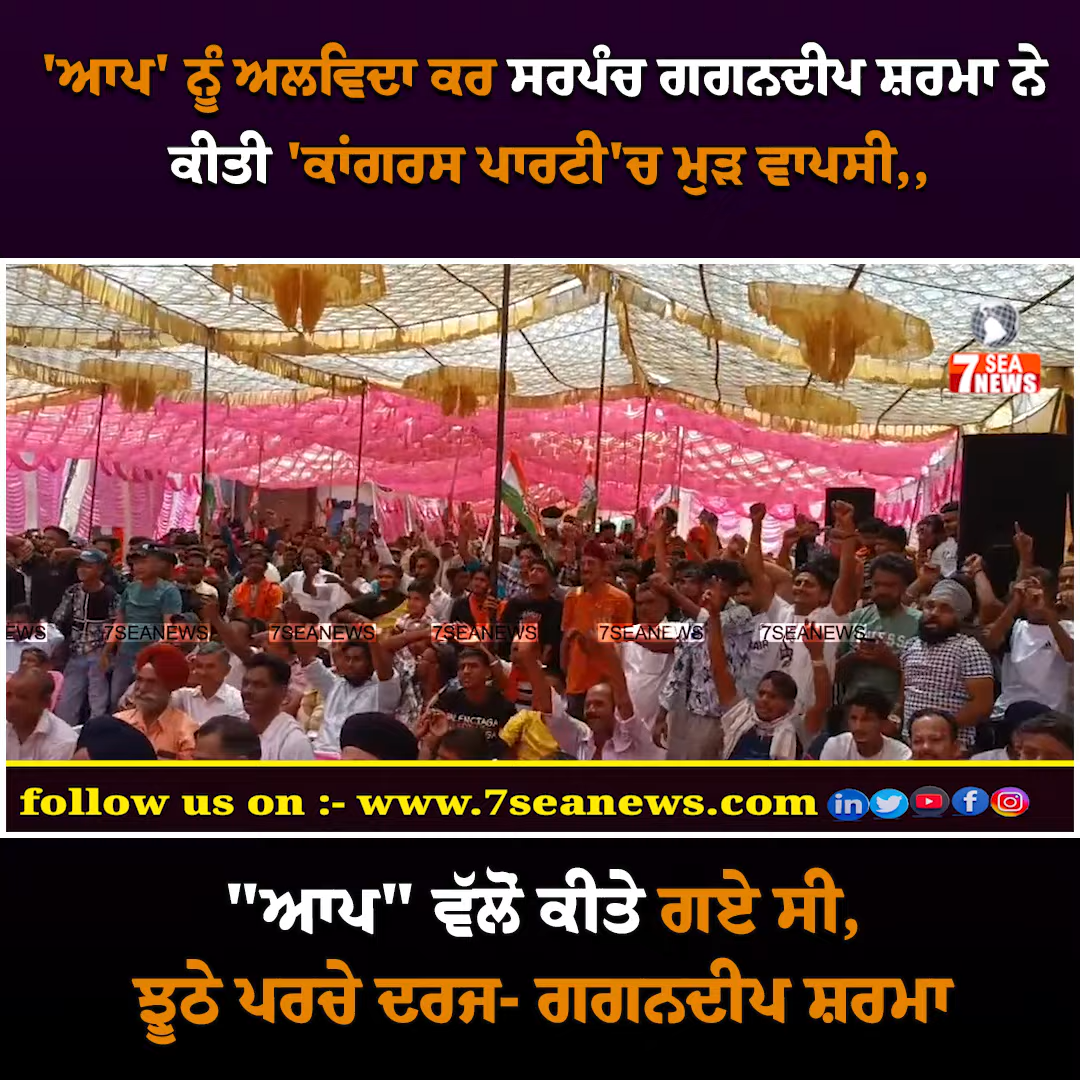 'ਆਪ' ਨੂੰ ਅਲਵਿਦਾ ਕਰ ਸਰਪੰਚ ਗਗਨਦੀਪ ਸ਼ਰਮਾ ਨੇ
ਕੀਤੀ 'ਕਾਂਗਰਸ ਪਾਰਟੀ'ਚ ਮੁੜ ਵਾਪਸੀ,,
7 SEA NEWS
7SEANEWS 7SEANEWS 7SEANEWS 7SEANEWS 7SEANEWS
follow us on :- www.7seanews.com
"ਆਪ" ਵੱਲੋਂ ਕੀਤੇ ਗਏ ਸੀ,
ਝੂਠੇ ਪਰਚੇ ਦਰਜ- ਗਗਨਦੀਪ ਸ਼ਰਮਾ